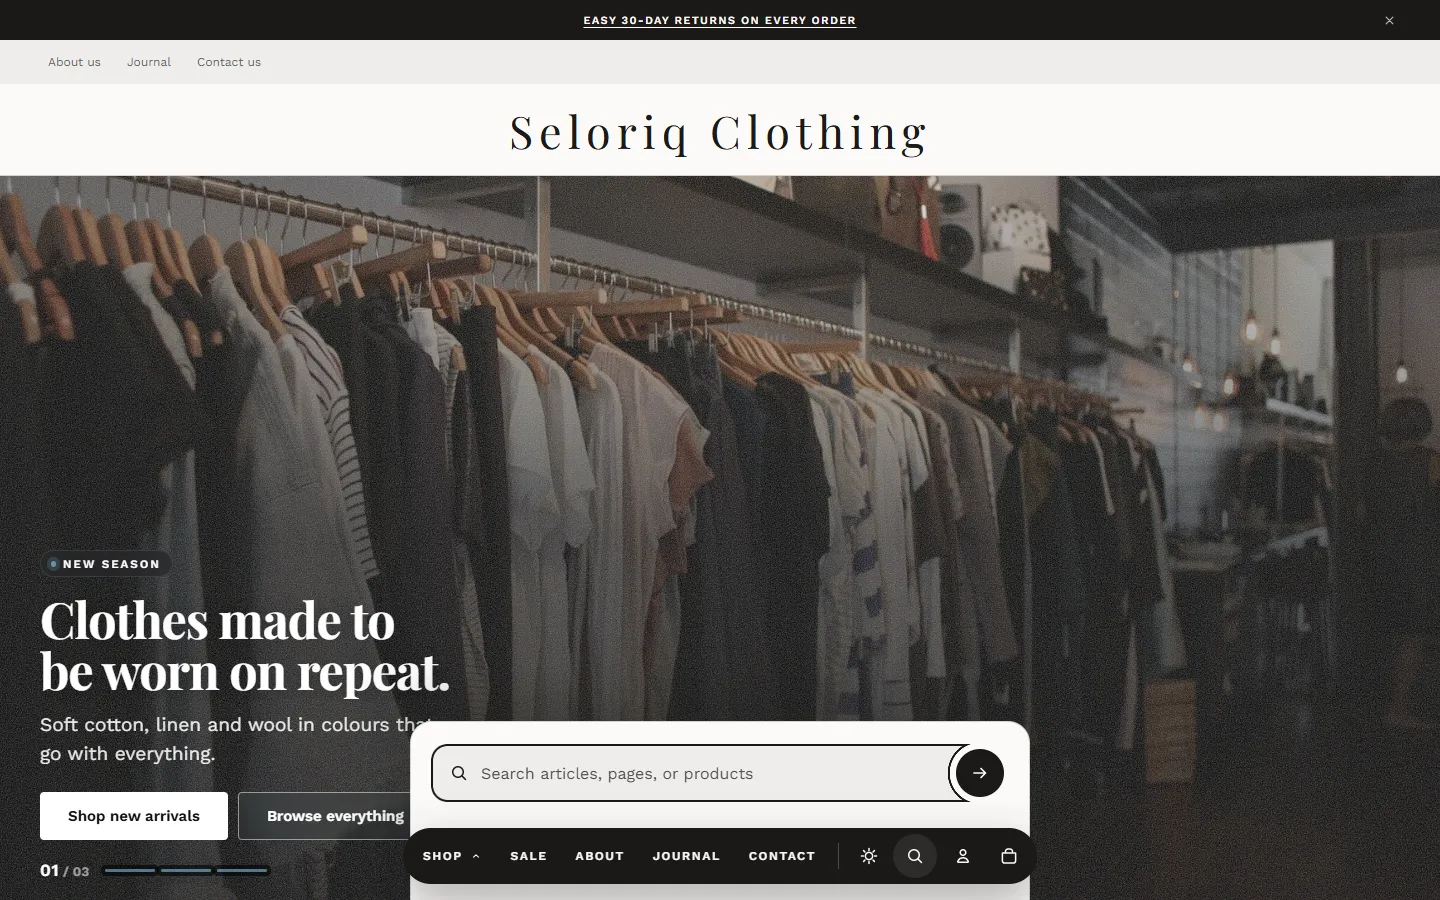 EASY 30-DAY RETURNS ON EVERY ORDER
About us Journal Contact us
Seloriq Clothing
NEW SEASON
Clothes made to
be worn on repeat.
Soft cotton, linen and wool in colours that
go with everything.
Search articles, pages, or products
Shop new arrivals Browse everything
SHOP SALE ABOUT JOURNAL CONTACT
01 / 03